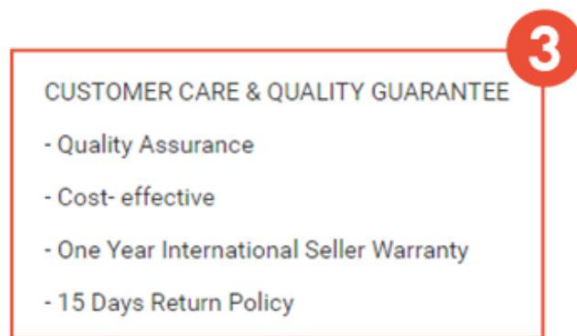 3
CUSTOMER CARE & QUALITY GUARANTEE
- Quality Assurance
- Cost- effective
- One Year International Seller Warranty
- 15 Days Return Policy